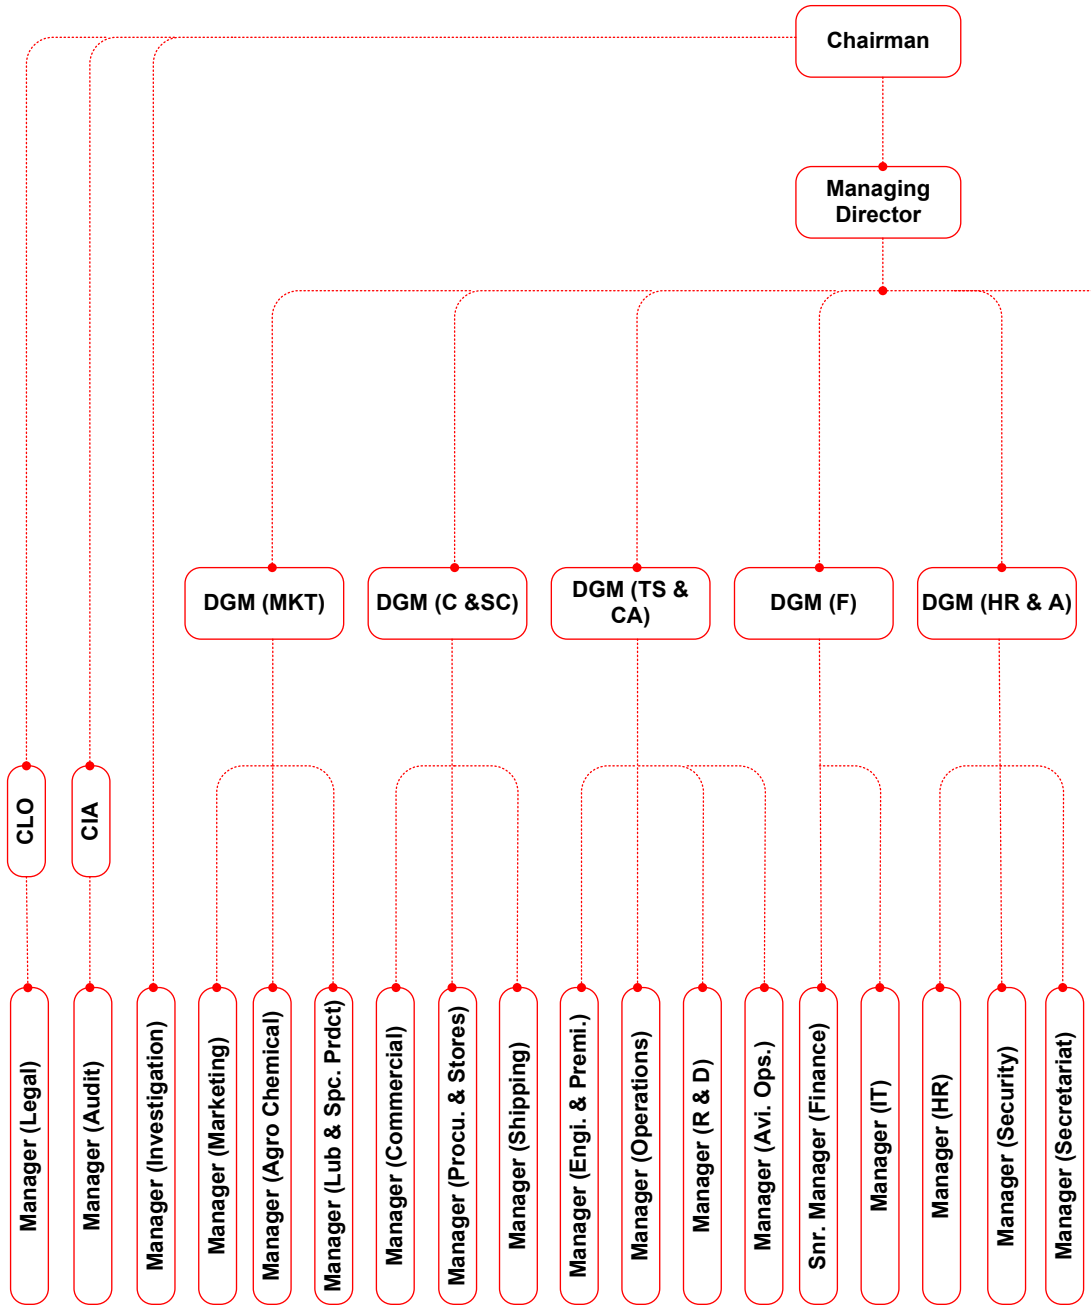 Chairman
Managing
Director
DGM (MKT)
DGM (C &SC)
DGM (TS &
CA)
DGM (F)
DGM (HR & A)
CLO
CIA
Manager (Legal)
Manager (Audit)
Manager (Investigation)
Manager (Marketing)
Manager (Agro Chemical)
Manager (Lub & Spc. Prdct)
Manager (Commercial)
Manager (Procu. & Stores)
Manager (Shipping)
Manager (Engi. & Premi.)
Manager (Operations)
Manager (R & D)
Manager (Avi. Ops.)
Snr. Manager (Finance)
Manager (IT)
Manager (HR)
Manager (Security)
Manager (Secretariat)